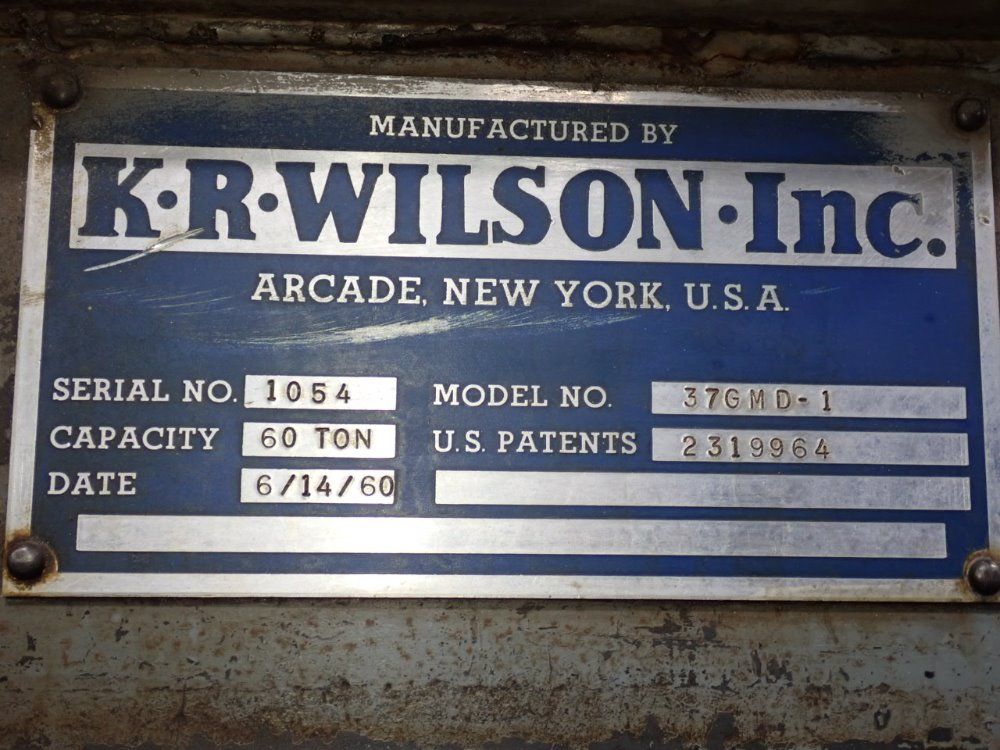 MANUFACTURED BY
K·R·WILSON·Inc.
ARCADE, NEW YORK, U.S.A.
SERIAL NO. 1054 MODEL NO. 37GMD-1
CAPACITY 60 TON U.S. PATENTS 2319964
DATE 6/14/60